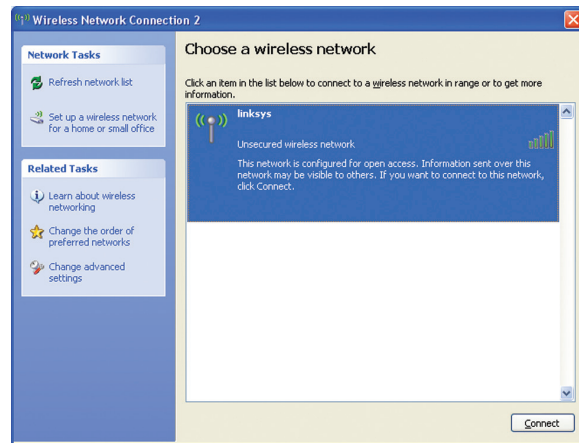 Wireless Network Connection 2
Network Tasks
Refresh network list
Set up a wireless network
for a home or small office
Related Tasks
Learn about wireless
networking
Change the order of
preferred networks
Change advanced
settings
Choose a wireless network
Click an item in the list below to connect to a wireless network in range or to get more
information.
linksys
Unsecured wireless network
This network is configured for open access. Information sent over this
network may be visible to others. If you want to connect to this network,
click Connect.
Connect